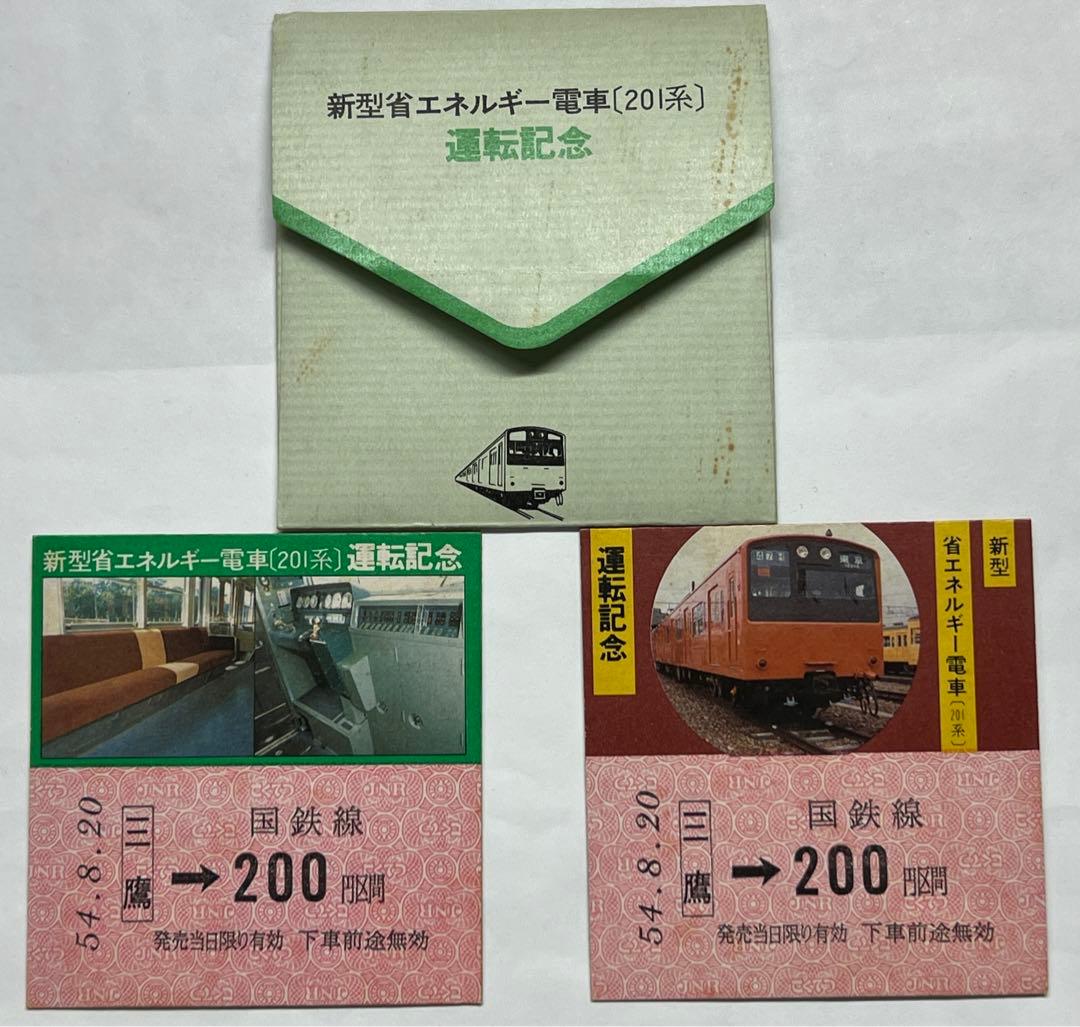 新型省エネルギー電車〔201系〕
運転記念
新型省エネルギー電車〔201系〕運転記念
54.8.20
三鷹
国鉄線
→200円区間
発売当日限り有効 下車前途無効
新型
省エネルギー電車〔201系〕
運転記念
東京
54.8.20
三鷹
国鉄線
→200円区間
発売当日限り有効 下車前途無効
JNR